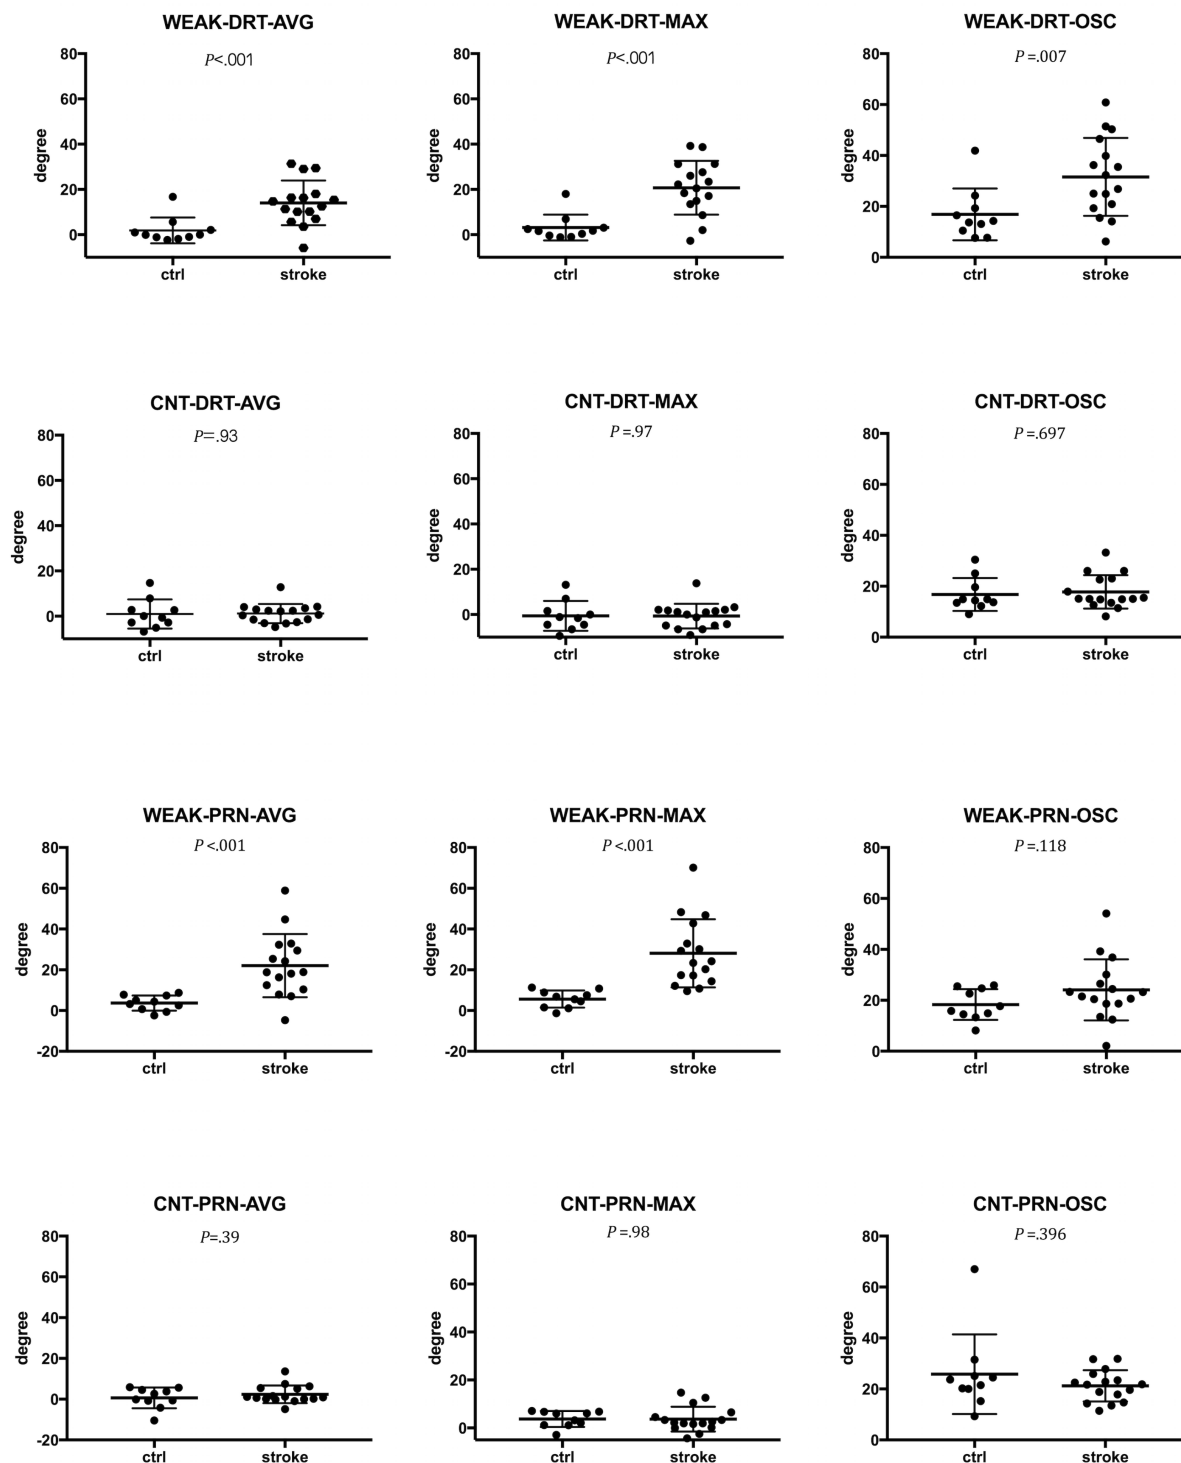 WEAK-DRT-AVG
P<.001
degree
80
60
40
20
0
ctrl
stroke
WEAK-DRT-MAX
P<.001
degree
80
60
40
20
0
ctrl
stroke
WEAK-DRT-OSC
P=.007
degree
80
60
40
20
0
ctrl
stroke
CNT-DRT-AVG
P=.93
degree
80
60
40
20
0
ctrl
stroke
CNT-DRT-MAX
P=.97
degree
80
60
40
20
0
ctrl
stroke
CNT-DRT-OSC
P=.697
degree
80
60
40
20
0
ctrl
stroke
WEAK-PRN-AVG
P<.001
degree
80
60
40
20
0
-20
ctrl
stroke
WEAK-PRN-MAX
P<.001
degree
80
60
40
20
0
-20
ctrl
stroke
WEAK-PRN-OSC
P=.118
degree
80
60
40
20
0
ctrl
stroke
CNT-PRN-AVG
P=.39
degree
80
60
40
20
0
-20
ctrl
stroke
CNT-PRN-MAX
P=.98
degree
80
60
40
20
0
ctrl
stroke
CNT-PRN-OSC
P=.396
degree
80
60
40
20
0
ctrl
stroke